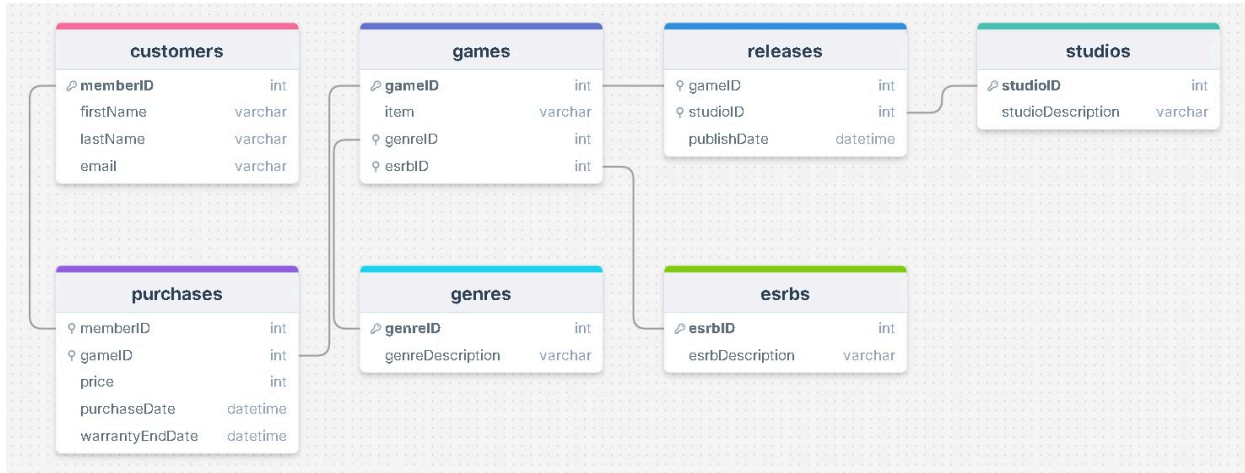 customers
memberID int
firstName varchar
lastName varchar
email varchar
games
gameID int
item varchar
genreID int
esrbID int
releases
gameID int
studioID int
publishDate datetime
studios
studioID int
studioDescription varchar
purchases
memberID int
gameID int
price int
purchaseDate datetime
warrantyEndDate datetime
genres
genreID int
genreDescription varchar
esrbs
esrbID int
esrbDescription varchar